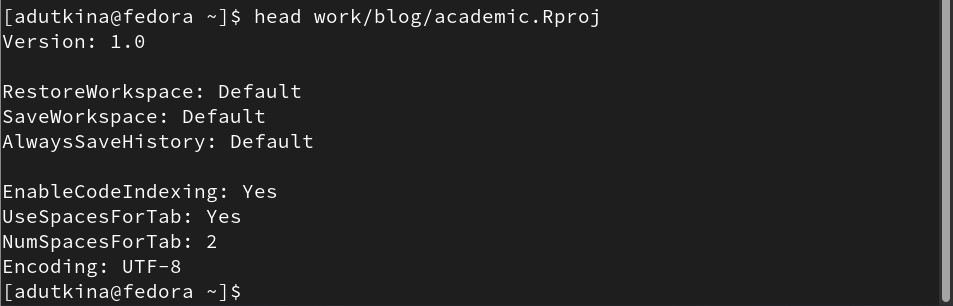 [adutkina@fedora ~]$ head work/blog/academic.Rproj
Version: 1.0

RestoreWorkspace: Default
SaveWorkspace: Default
AlwaysSaveHistory: Default

EnableCodeIndexing: Yes
UseSpacesForTab: Yes
NumSpacesForTab: 2
Encoding: UTF-8
[adutkina@fedora ~]$